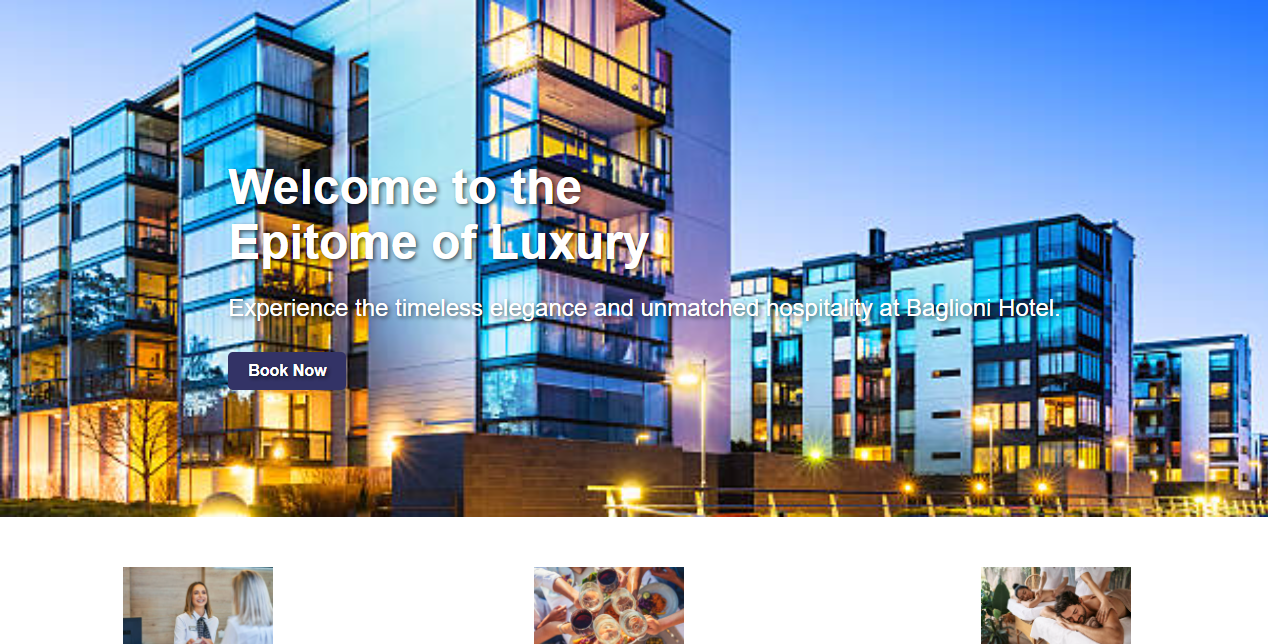 Welcome to the
Epitome of Luxury
Experience the timeless elegance and unmatched hospitality at Baglioni Hotel.
Book Now